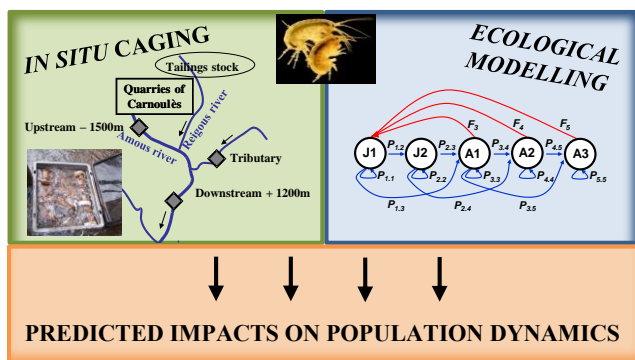 IN SITU CAGING
Tailings stock
Quarries of
Carnoulès
Upstream – 1500m
Amous river
Reigous river
Tributary
Downstream + 1200m
ECOLOGICAL
MODELLING
F3
F4
F5
J1
P1.2
J2
P2.3
A1
P3.4
A2
P4.5
A3
P1.1
P2.2
P3.3
P4.4
P5.5
P1.3
P2.4
P3.5
PREDICTED IMPACTS ON POPULATION DYNAMICS